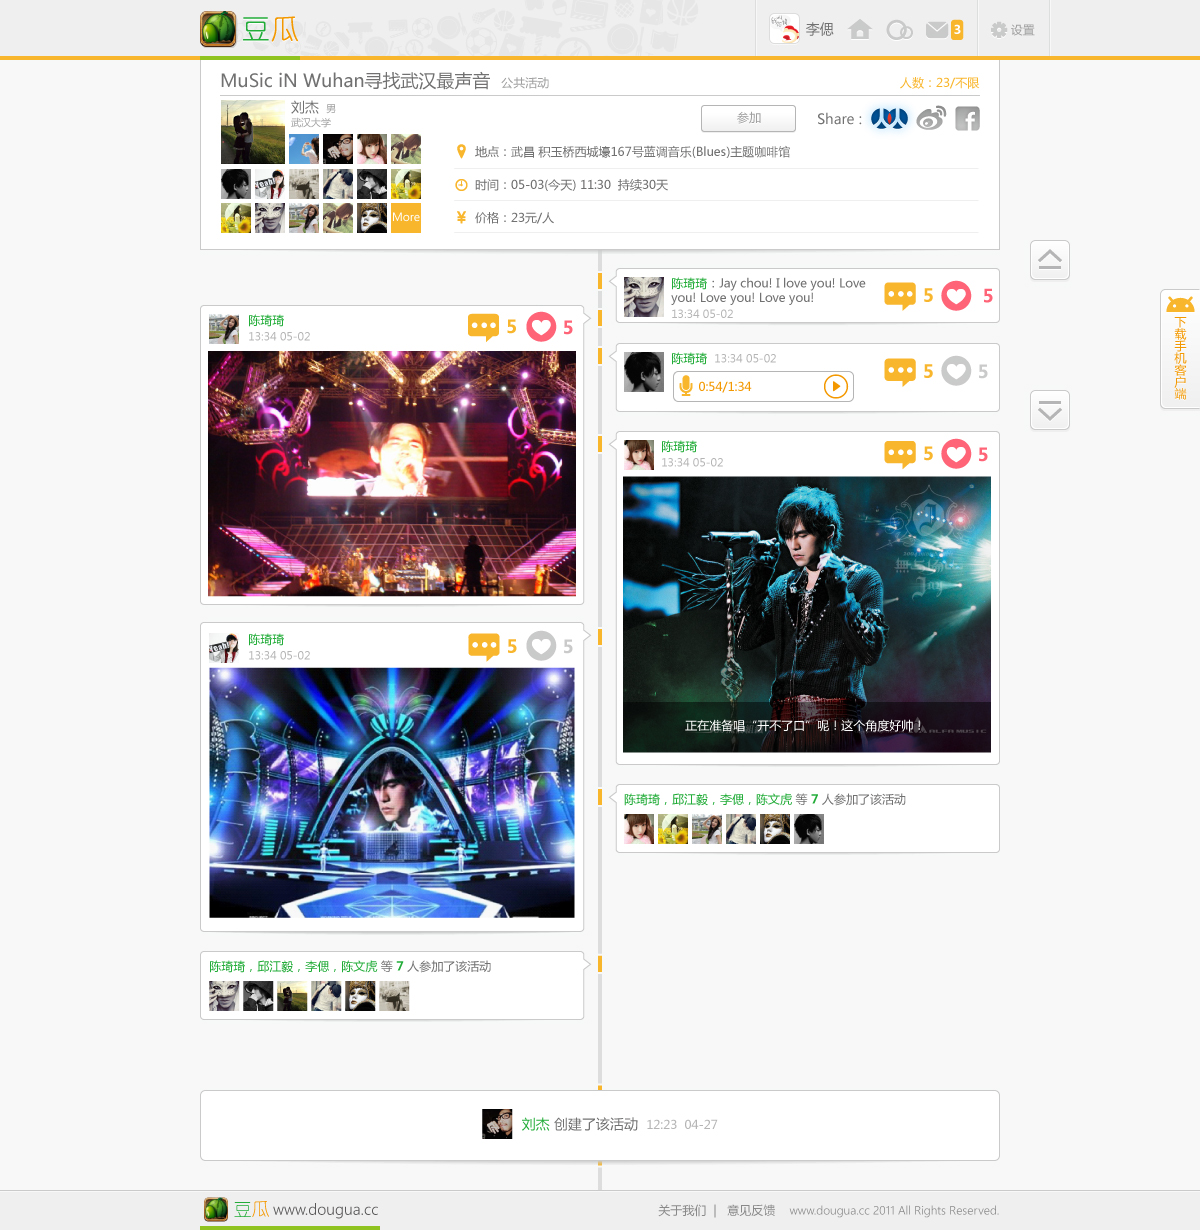 豆瓜
李偲
3
设置
MuSic iN Wuhan寻找武汉最声音 公共活动
人数：23/不限
刘杰 男
武汉大学
参加
Share :
地点：武昌 积玉桥西城壕167号蓝调音乐(Blues)主题咖啡馆
时间：05-03(今天) 11:30 持续30天
价格：23元/人
Yeah!
More
下载手机客户端
陈琦琦：Jay chou! I love you! Love
you! Love you! Love you!
13:34 05-02
5
5
陈琦琦
13:34 05-02
5
5
陈琦琦 13:34 05-02
0:54/1:34
5
5
陈琦琦
13:34 05-02
5
5
Jay
正在准备唱“开不了口”呢！这个角度好帅！
陈琦琦
13:34 05-02
5
5
陈琦琦，邱江毅，李偲，陈文虎 等 7 人参加了该活动
陈琦琦，邱江毅，李偲，陈文虎 等 7 人参加了该活动
刘杰 创建了该活动 12:23 04-27
豆瓜 www.dougua.cc
关于我们 | 意见反馈 www.dougua.cc 2011 All Rights Reserved.